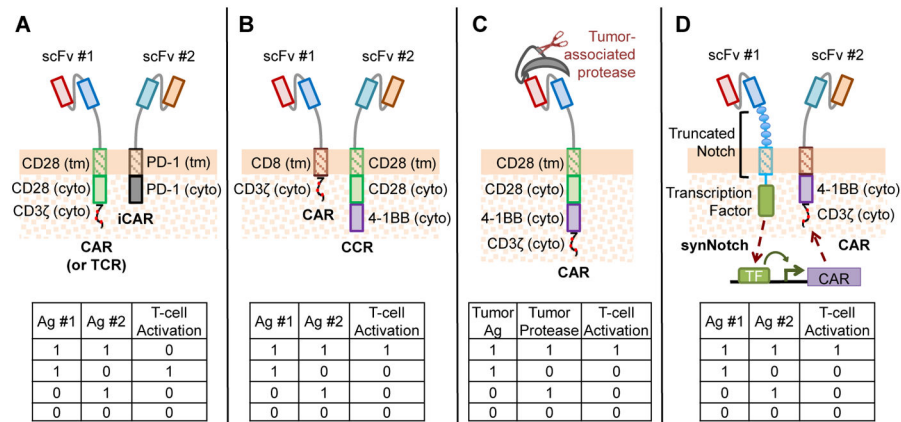 A
scFv #1 scFv #2
CD28 (tm)
PD-1 (tm)
CD28 (cyto)
PD-1 (cyto)
CD3ζ (cyto)
iCAR
CAR
(or TCR)
Ag #1 Ag #2 T-cell
Activation
1 1 0
1 0 1
0 1 0
0 0 0
B
scFv #1 scFv #2
CD8 (tm)
CD28 (tm)
CD3ζ (cyto)
CD28 (cyto)
CAR
4-1BB (cyto)
CCR
Ag #1 Ag #2 T-cell
Activation
1 1 1
1 0 0
0 1 0
0 0 0
C
Tumor-
associated
protease
CD28 (tm)
CD28 (cyto)
4-1BB (cyto)
CD3ζ (cyto)
CAR
Tumor Tumor T-cell
Ag Protease Activation
1 1 1
1 0 0
0 1 0
0 0 0
D
scFv #1 scFv #2
Truncated
Notch
Transcription
Factor
4-1BB (cyto)
CD3ζ (cyto)
synNotch
CAR
TF
CAR
Ag #1 Ag #2 T-cell
Activation
1 1 1
1 0 0
0 1 0
0 0 0